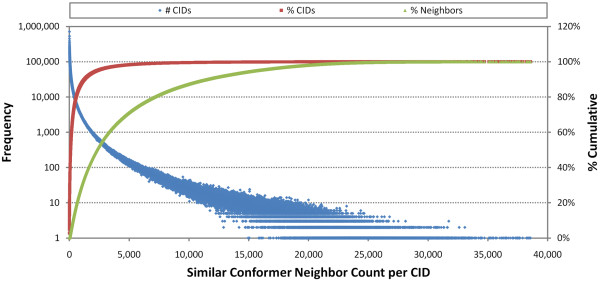 # CIDs % CIDs % Neighbors
1,000,000 120%
100,000 100%
10,000 80%
1,000 60%
100 40%
10 20%
1 0%
0 5,000 10,000 15,000 20,000 25,000 30,000 35,000 40,000
Frequency
% Cumulative
Similar Conformer Neighbor Count per CID